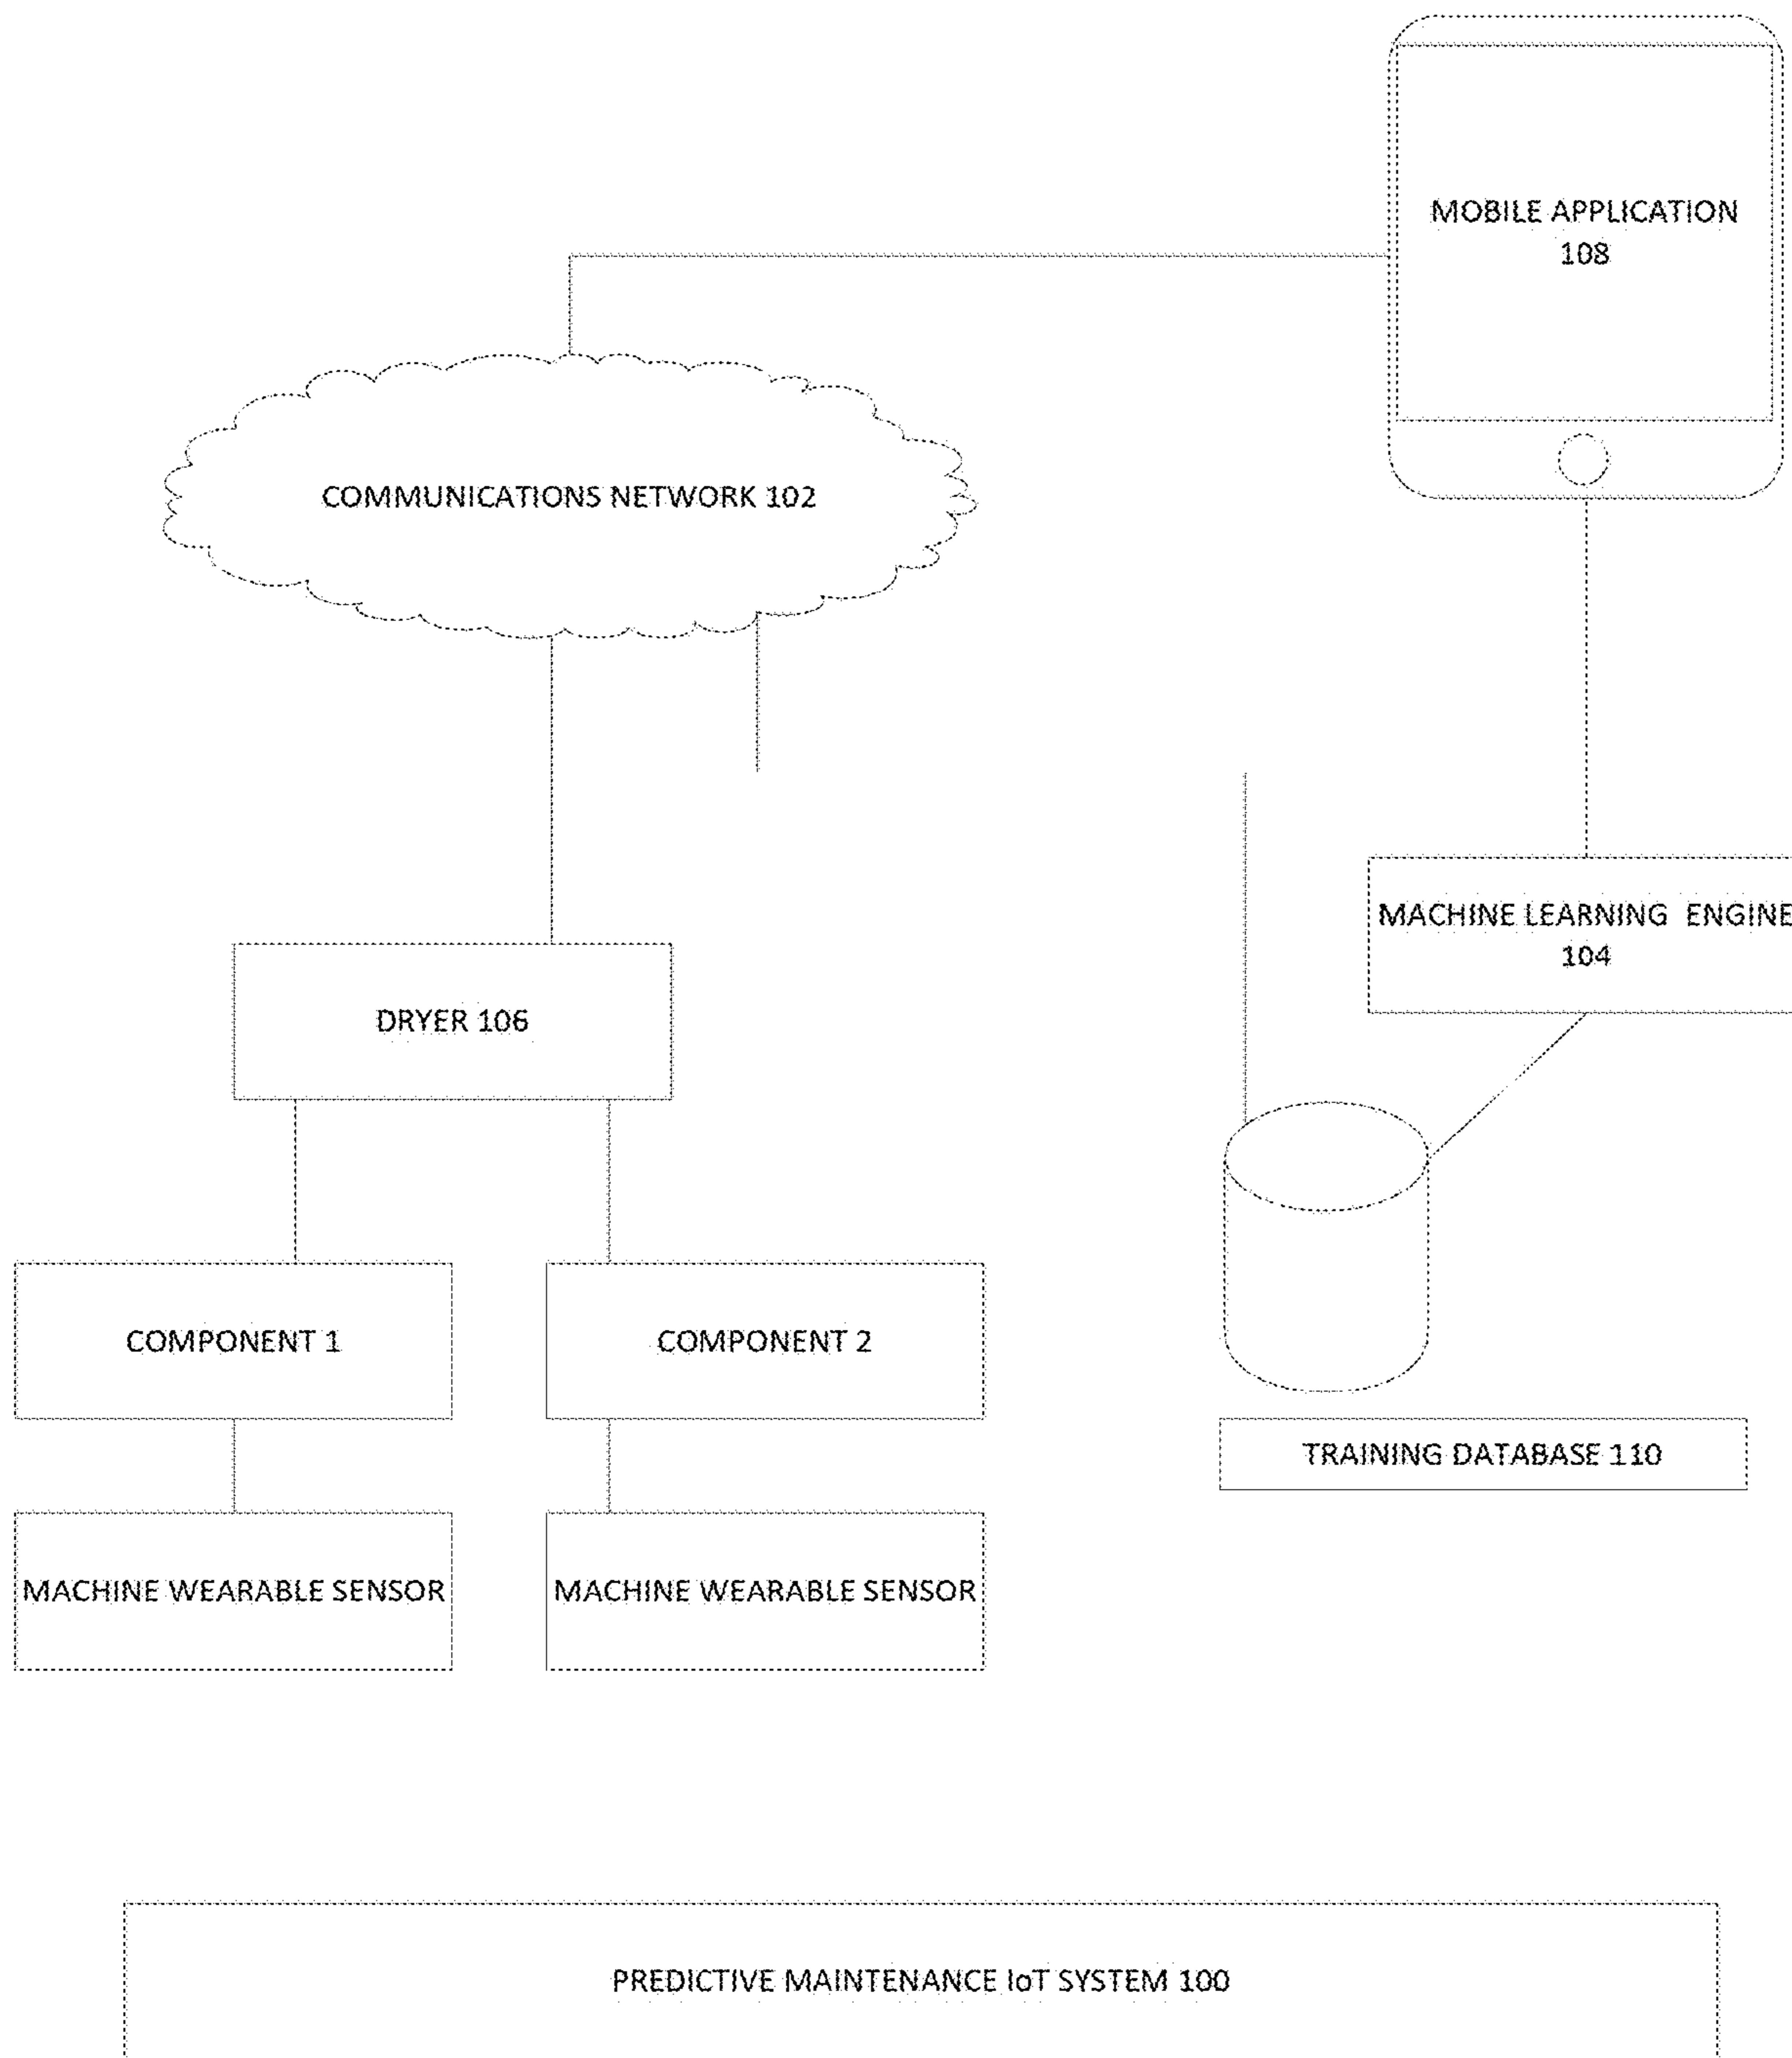 MOBILE APPLICATION
108
COMMUNICATIONS NETWORK 102
MACHINE LEARNING ENGINE
104
DRYER 106
COMPONENT 1
COMPONENT 2
TRAINING DATABASE 110
MACHINE WEARABLE SENSOR
MACHINE WEARABLE SENSOR
PREDICTIVE MAINTENANCE IoT SYSTEM 100